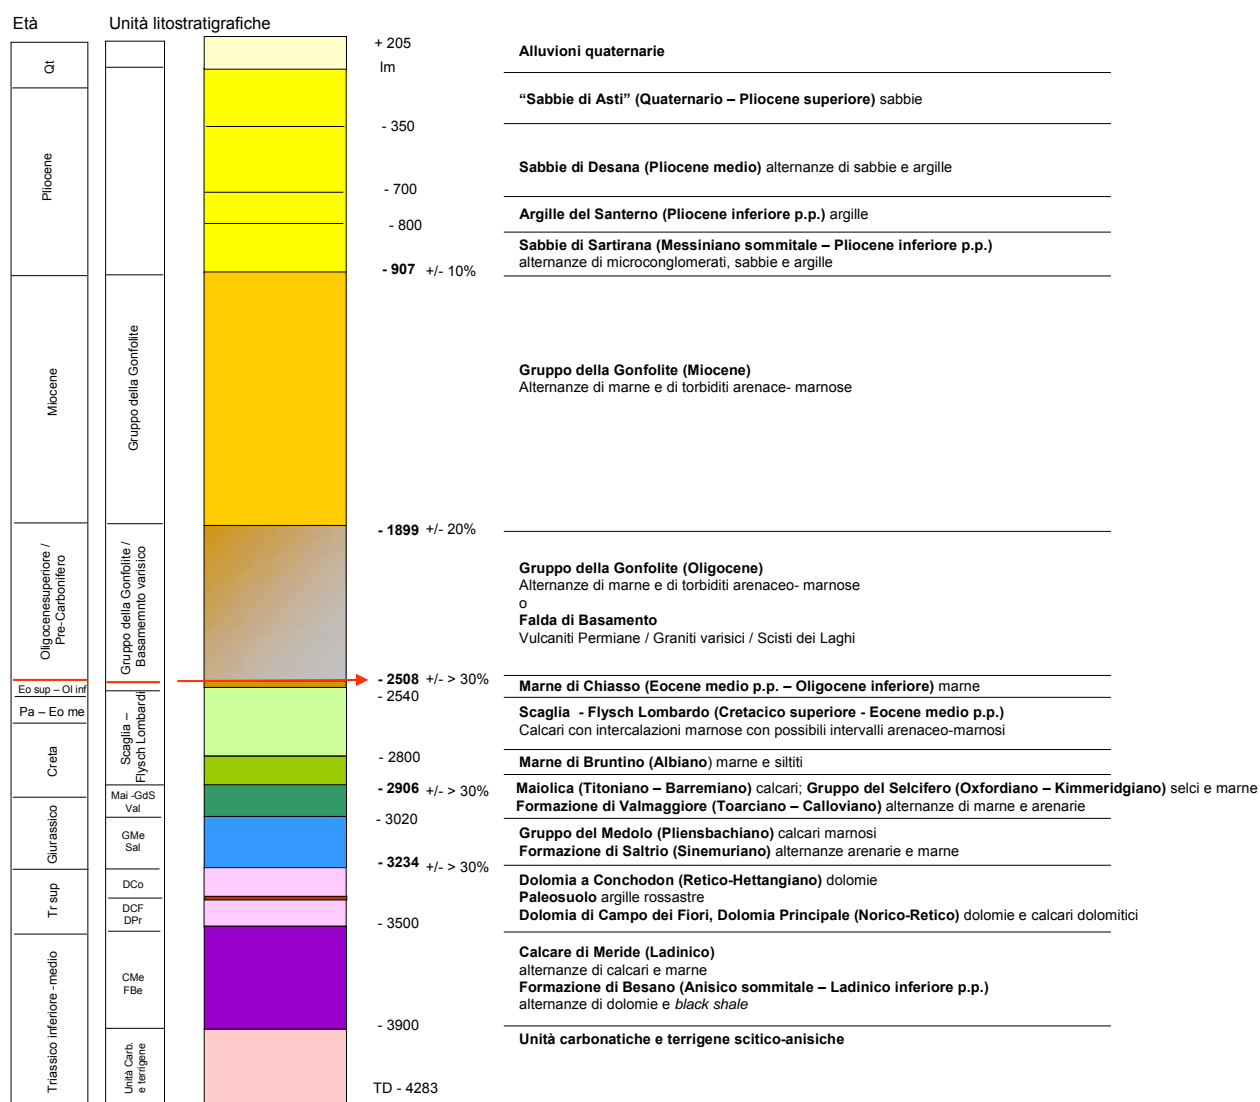 Età
Unità litostratigrafiche
Qt
Pliocene
Miocene
Oligocenesuperiore /
Pre-Carbonifero
Eo sup – Ol inf
Pa – Eo me
Creta
Giurassico
Tr sup
Triassico inferiore -medio
Gruppo della Gonfolite
Gruppo della Gonfolite /
Basamemnto varisico
Scaglia –
Flysch Lombardi
Mai -GdS
Val
GMe
Sal
DCo
DCF
DPr
CMe
FBe
Unità Carb.
e terrigene
+ 205
lm
- 350
- 700
- 800
- 907 +/- 10%
- 1899 +/- 20%
- 2508 +/- > 30%
- 2540
- 2800
- 2906 +/- > 30%
- 3020
- 3234 +/- > 30%
- 3500
- 3900
TD - 4283
Alluvioni quaternarie
“Sabbie di Asti” (Quaternario – Pliocene superiore) sabbie
Sabbie di Desana (Pliocene medio) alternanze di sabbie e argille
Argille del Santerno (Pliocene inferiore p.p.) argille
Sabbie di Sartirana (Messiniano sommitale – Pliocene inferiore p.p.)
alternanze di microconglomerati, sabbie e argille
Gruppo della Gonfolite (Miocene)
Alternanze di marne e di torbiditi arenace- marnose
Gruppo della Gonfolite (Oligocene)
Alternanze di marne e di torbiditi arenaceo- marnose
o
Falda di Basamento
Vulcaniti Permiane / Graniti varisici / Scisti dei Laghi
Marne di Chiasso (Eocene medio p.p. – Oligocene inferiore) marne
Scaglia - Flysch Lombardo (Cretacico superiore - Eocene medio p.p.)
Calcari con intercalazioni marnose con possibili intervalli arenaceo-marnosi
Marne di Bruntino (Albiano) marne e siltiti
Maiolica (Titoniano – Barremiano) calcari; Gruppo del Selcifero (Oxfordiano – Kimmeridgiano) selci e marne
Formazione di Valmaggiore (Toarciano – Calloviano) alternanze di marne e arenarie
Gruppo del Medolo (Pliensbachiano) calcari marnosi
Formazione di Saltrio (Sinemuriano) alternanze arenarie e marne
Dolomia a Conchodon (Retico-Hettangiano) dolomie
Paleosuolo argille rossastre
Dolomia di Campo dei Fiori, Dolomia Principale (Norico-Retico) dolomie e calcari dolomitici
Calcare di Meride (Ladinico)
alternanze di calcari e marne
Formazione di Besano (Anisico sommitale – Ladinico inferiore p.p.)
alternanze di dolomie e black shale
Unità carbonatiche e terrigene scitico-anisiche